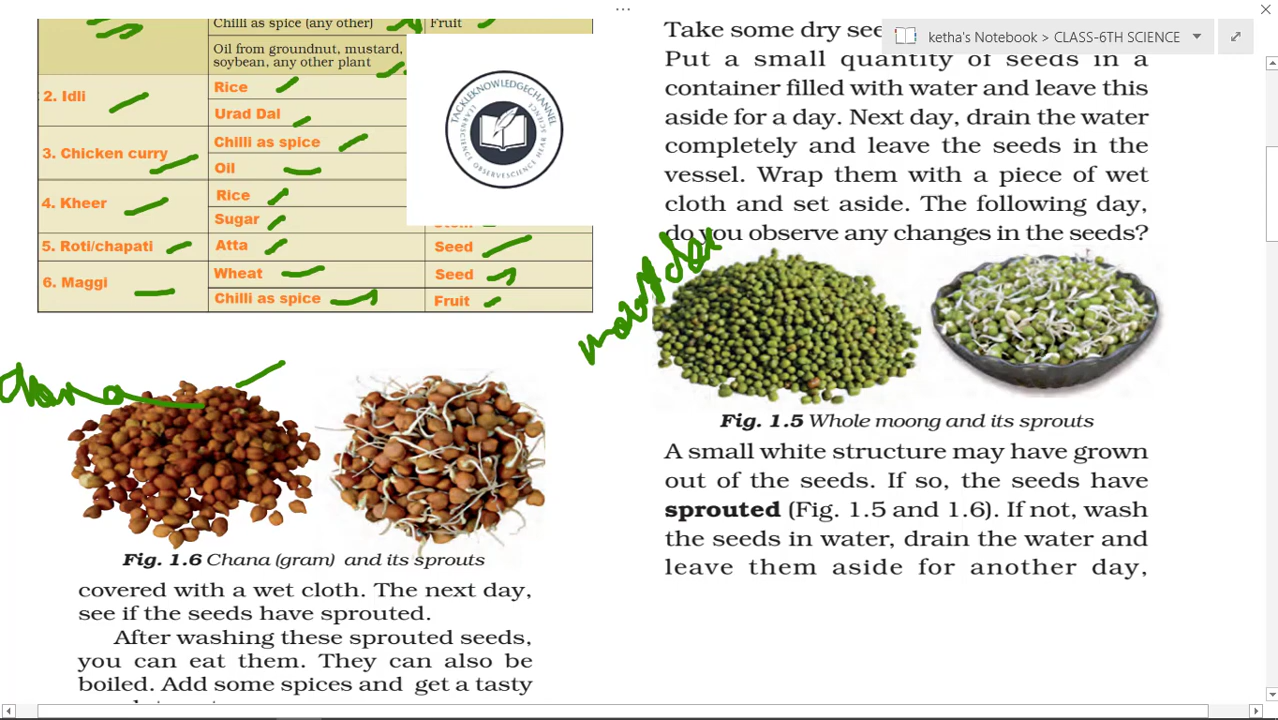 Chilli as spice (any other)
Fruit
Oil from groundnut, mustard,
soybean, any other plant
2. Idli
Rice
Urad Dal
3. Chicken curry
Chilli as spice
Oil
4. Kheer
Rice
Sugar
5. Roti/chapati
Atta
Seed
6. Maggi
Wheat
Seed
Chilli as spice
Fruit
TACKLEKNOWLEDGECHANNEL
LEARNSCIENCE OBSERVESCIENCE HEAR SCIENCE
Chana
Fig. 1.6 Chana (gram) and its sprouts
covered with a wet cloth. The next day,
see if the seeds have sprouted.
After washing these sprouted seeds,
you can eat them. They can also be
boiled. Add some spices and get a tasty
ketha's Notebook > CLASS-6TH SCIENCE
Take some dry
Put a small quantity of seeds in a
container filled with water and leave this
aside for a day. Next day, drain the water
completely and leave the seeds in the
vessel. Wrap them with a piece of wet
cloth and set aside. The following day,
do you observe any changes in the seeds?
Fig. 1.5 Whole moong and its sprouts
A small white structure may have grown
out of the seeds. If so, the seeds have
sprouted (Fig. 1.5 and 1.6). If not, wash
the seeds in water, drain the water and
leave them aside for another day,